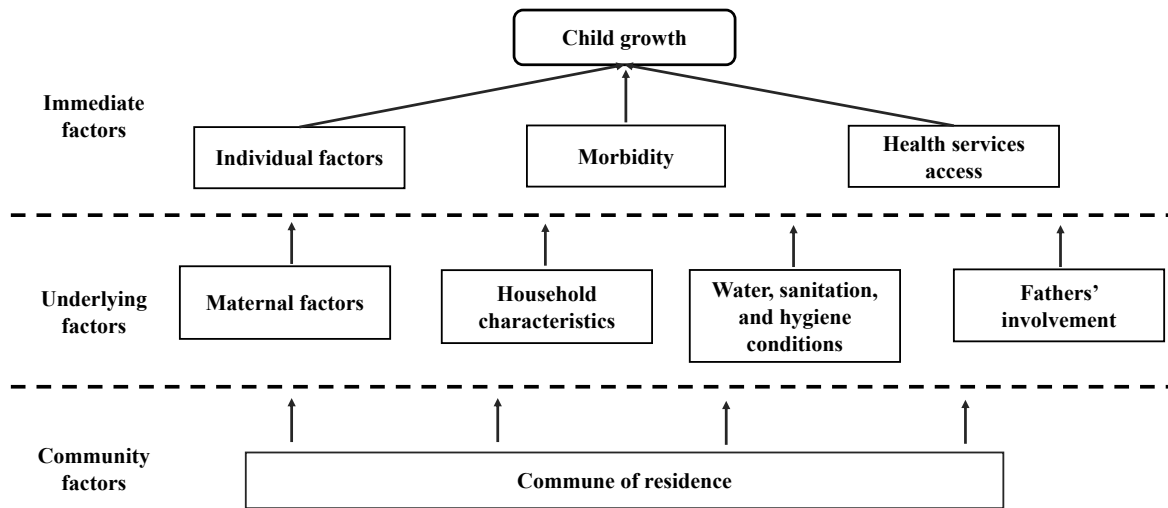 Child growth
Immediate
factors
Individual factors
Morbidity
Health services
access
Underlying
factors
Maternal factors
Household
characteristics
Water, sanitation,
and hygiene
conditions
Fathers’
involvement
Community
factors
Commune of residence